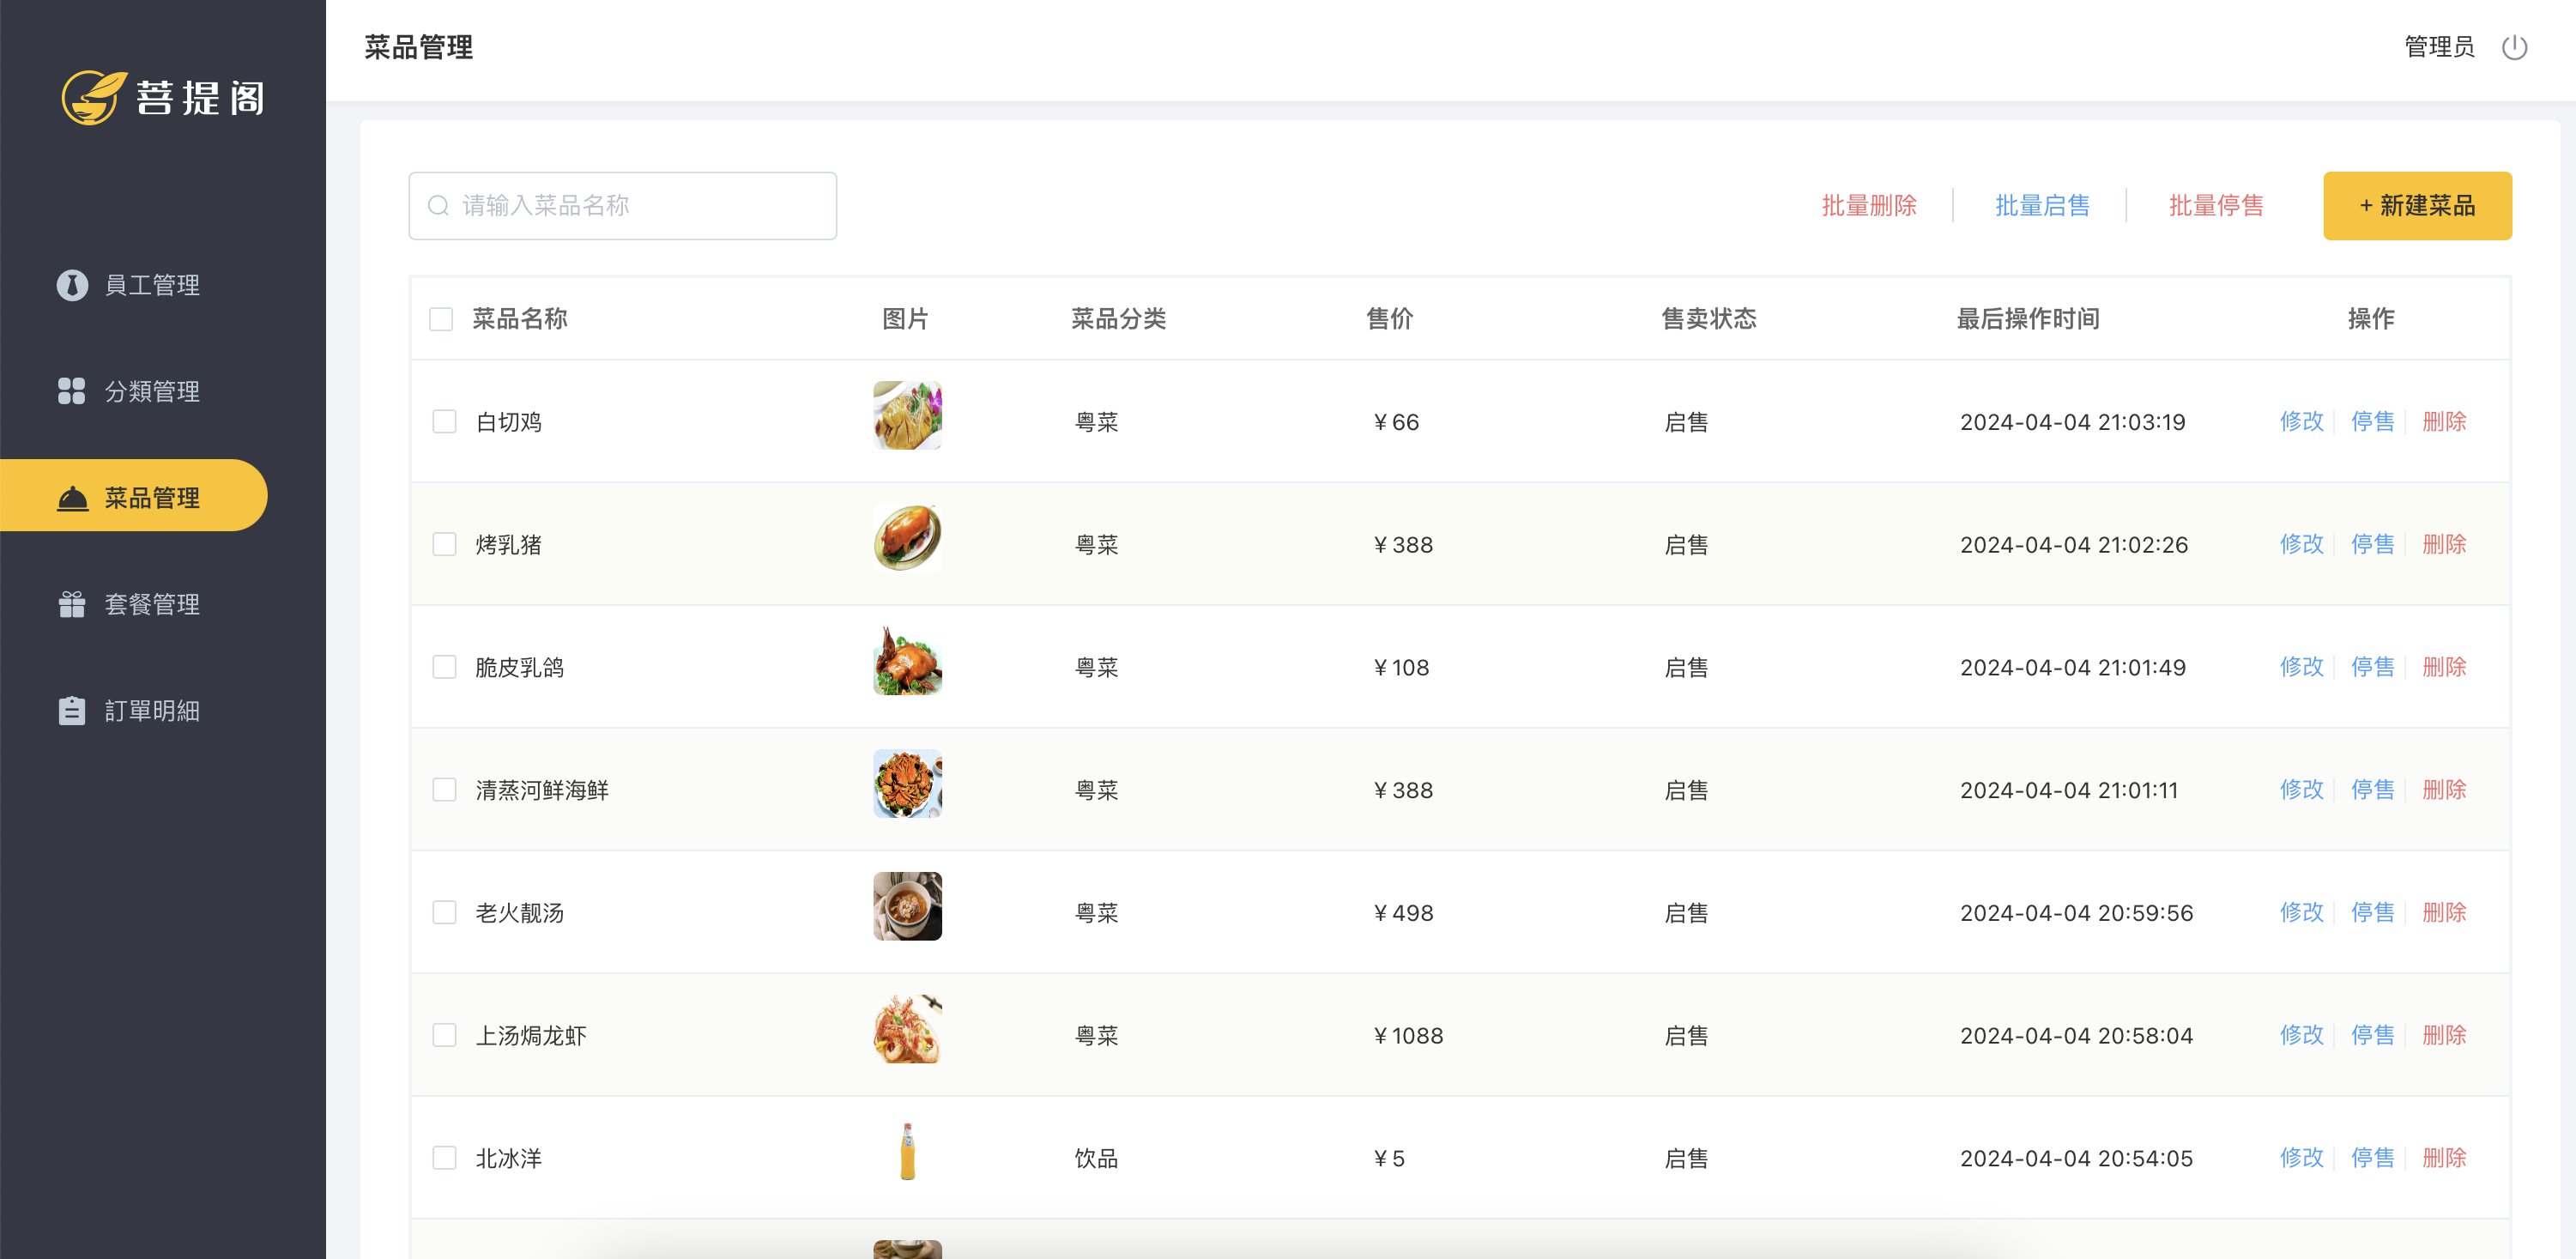 菩提阁
員工管理
分類管理
菜品管理
套餐管理
訂單明細
菜品管理
管理员
请输入菜品名称
批量删除 批量启售 批量停售 + 新建菜品
菜品名称 图片 菜品分类 售价 售卖状态 最后操作时间 操作
白切鸡 粤菜 ￥66 启售 2024-04-04 21:03:19 修改 停售 删除
烤乳猪 粤菜 ￥388 启售 2024-04-04 21:02:26 修改 停售 删除
脆皮乳鸽 粤菜 ￥108 启售 2024-04-04 21:01:49 修改 停售 删除
清蒸河鲜海鲜 粤菜 ￥388 启售 2024-04-04 21:01:11 修改 停售 删除
老火靓汤 粤菜 ￥498 启售 2024-04-04 20:59:56 修改 停售 删除
上汤焗龙虾 粤菜 ￥1088 启售 2024-04-04 20:58:04 修改 停售 删除
北冰洋 饮品 ￥5 启售 2024-04-04 20:54:05 修改 停售 删除